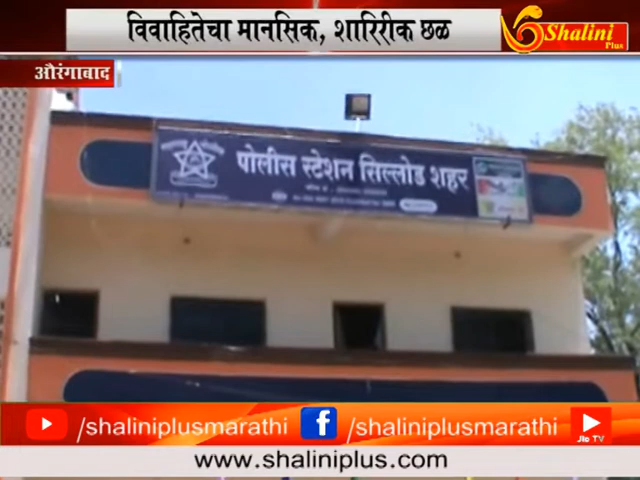 विवाहितेचा मानसिक, शारिरीक छळ
Shalini
Plus
औरंगाबाद
पोलीस स्टेशन सिल्लोड शहर
/shaliniplusmarathi
/shaliniplusmarathi
Jio TV
www.shaliniplus.com